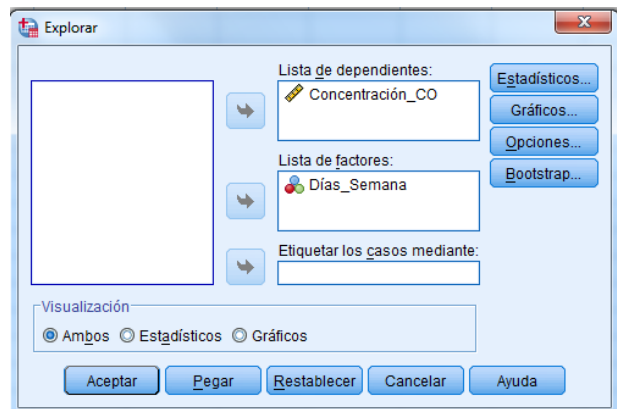 Explorar
Lista de dependientes:
Concentración_CO
Lista de factores:
Días_Semana
Etiquetar los casos mediante:
Estadísticos...
Gráficos...
Opciones...
Bootstrap...
Visualización
Ambos Estadísticos Gráficos
Aceptar Pegar Restablecer Cancelar Ayuda